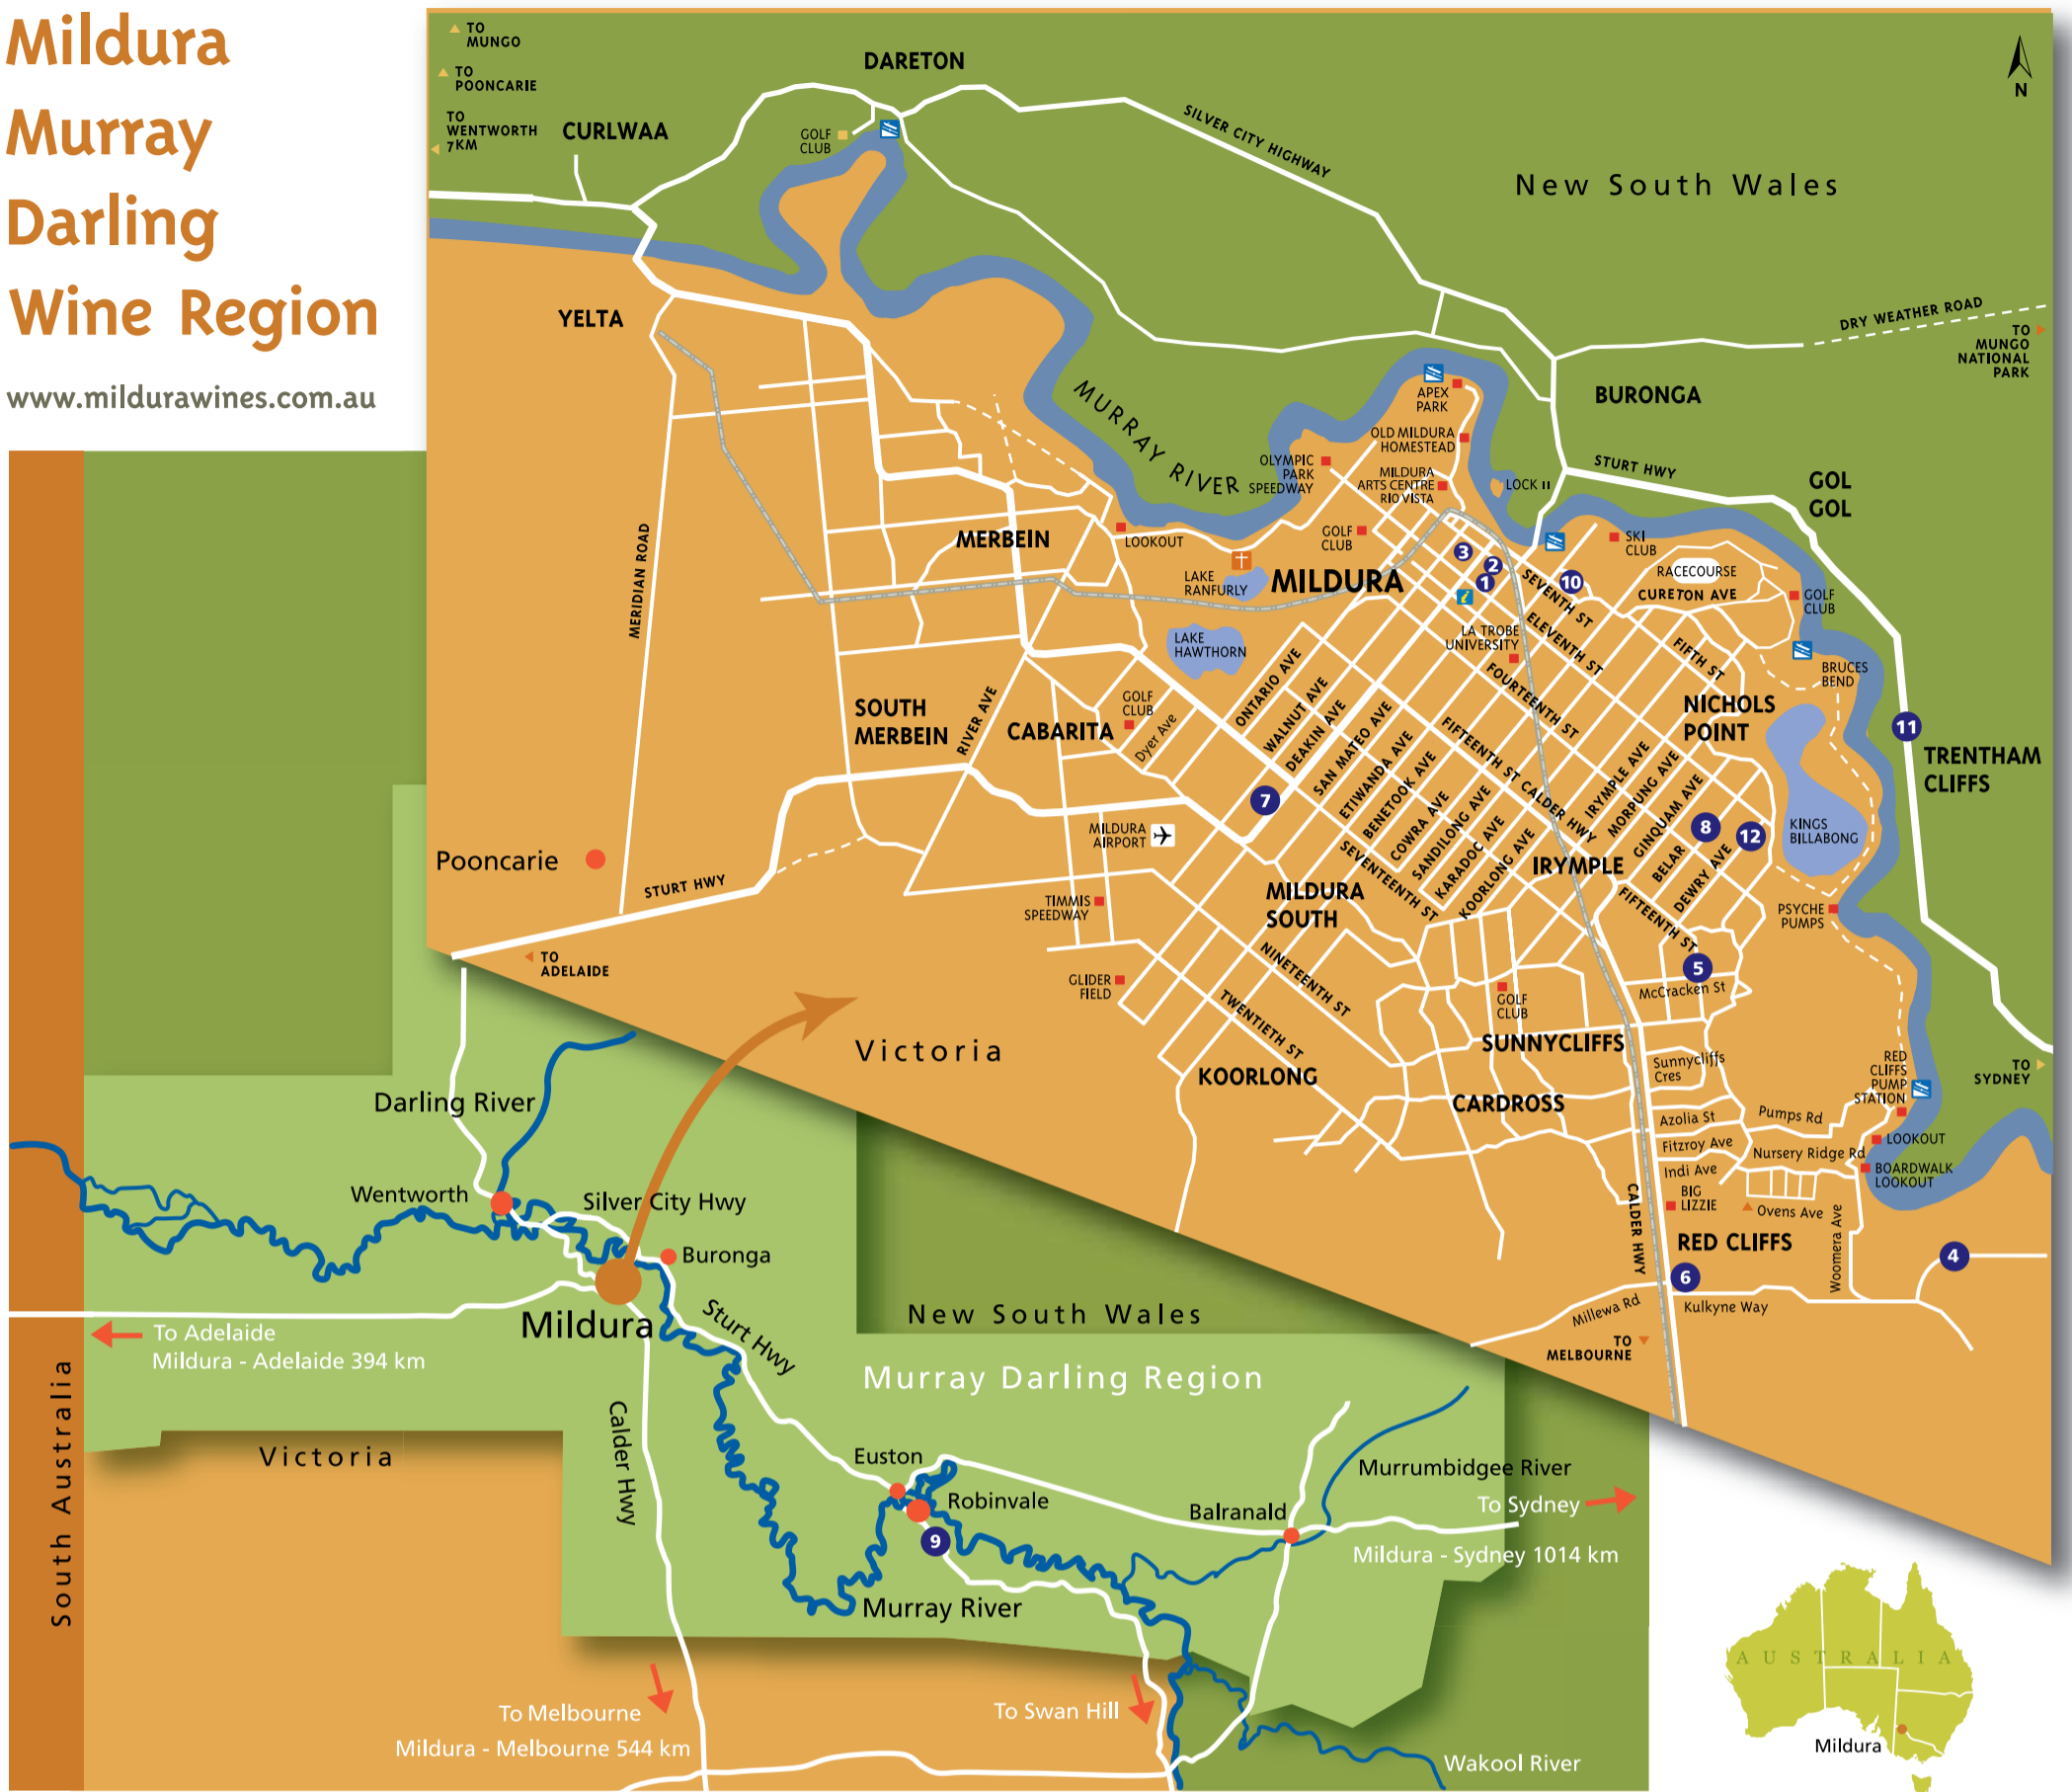 Mildura
Murray
Darling
Wine Region
www.mildurawines.com.au
TO
MUNGO
TO
POONCARIE
TO
WENTWORTH
7KM
CURLWAA
DARETON
GOLF
CLUB
SILVER CITY HIGHWAY
New South Wales
N
YELTA
DRY WEATHER ROAD
TO
MUNGO
NATIONAL
PARK
MURRAY RIVER
APEX
PARK
BURONGA
OLD MILDURA
HOMESTEAD
OLYMPIC
PARK
SPEEDWAY
MILDURA
ARTS CENTRE
RIO VISTA
LOCK 11
STURT HWY
GOL
GOL
MERIDIAN ROAD
MERBEIN
LOOKOUT
GOLF
CLUB
SKI
CLUB
LAKE
RANFURLY
MILDURA
3
2
1
10
RACECOURSE
CURETON AVE
GOLF
CLUB
SEVENTH ST
ELEVENTH ST
LAKE
HAWTHORN
LA TROBE
UNIVERSITY
FIFTH ST
BRUCES
BEND
FOURTEENTH ST
NICHOLS
POINT
SOUTH
MERBEIN
RIVER AVE
CABARITA
GOLF
CLUB
Dyer Ave
ONTARIO AVE
WALNUT AVE
DEAKIN AVE
SAN MATEO AVE
ETIWANDA AVE
BENETOOK AVE
COWRA AVE
SANDILONG AVE
KARADOC AVE
KOORLONG AVE
FIFTEENTH ST CALDER HWY
IRYMPLE AVE
MORPUNG AVE
GINQUAM AVE
BELAR
DEWRY AVE
11
TRENTHAM
CLIFFS
7
8
12
KINGS
BILLABONG
MILDURA
AIRPORT
SEVENTEENTH ST
IRYMPLE
FIFTEENTH ST
Pooncarie
STURT HWY
TIMMIS
SPEEDWAY
MILDURA
SOUTH
PSYCHE
PUMPS
TO
ADELAIDE
GLIDER
FIELD
NINETEENTH ST
TWENTIETH ST
5
McCracken St
GOLF
CLUB
Victoria
SUNNYCLIFFS
KOORLONG
CARDROSS
Sunnycliffs
Cres
RED
CLIFFS
PUMP
STATION
TO
SYDNEY
Azolia St
Pumps Rd
Fitzroy Ave
Nursery Ridge Rd
LOOKOUT
Indi Ave
BOARDWALK
LOOKOUT
BIG
LIZZIE
Ovens Ave
Woomera Ave
CALDER HWY
RED CLIFFS
4
6
Millewa Rd
Kulkyne Way
TO
MELBOURNE
Darling River
Wentworth
Silver City Hwy
Buronga
Mildura
Sturt Hwy
New South Wales
To Adelaide
Mildura - Adelaide 394 km
Murray Darling Region
South Australia
Victoria
Calder Hwy
Euston
Robinvale
9
Balranald
Murrumbidgee River
To Sydney
Mildura - Sydney 1014 km
Murray River
To Melbourne
Mildura - Melbourne 544 km
To Swan Hill
Wakool River
AUSTRALIA
Mildura